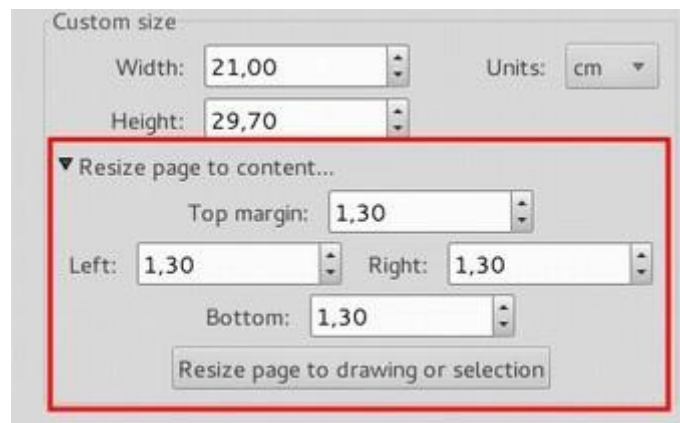 Custom size
Width: 21,00 Units: cm
Height: 29,70
Resize page to content...
Top margin: 1,30
Left: 1,30 Right: 1,30
Bottom: 1,30
Resize page to drawing or selection